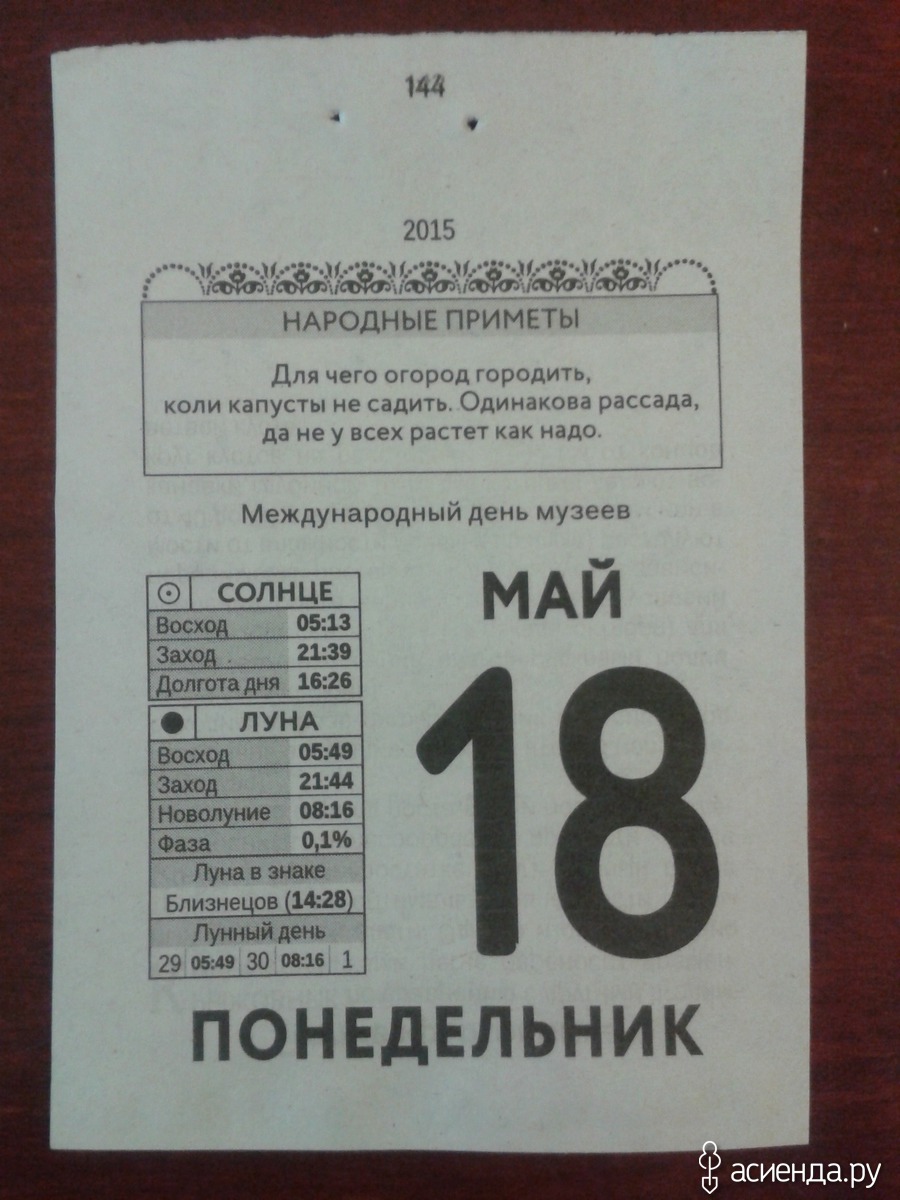 144
2015
НАРОДНЫЕ ПРИМЕТЫ
Для чего огород городить,
коли капусты не садить. Одинакова рассада,
да не у всех растет как надо.
Международный день музеев
СОЛНЦЕ
Восход 05:13
Заход 21:39
Долгота дня 16:26
ЛУНА
Восход 05:49
Заход 21:44
Новолуние 08:16
Фаза 0,1%
Луна в знаке
Близнецов (14:28)
Лунный день
29 05:49 30 08:16 1
МАЙ
18
ПОНЕДЕЛЬНИК
асиенда.ру